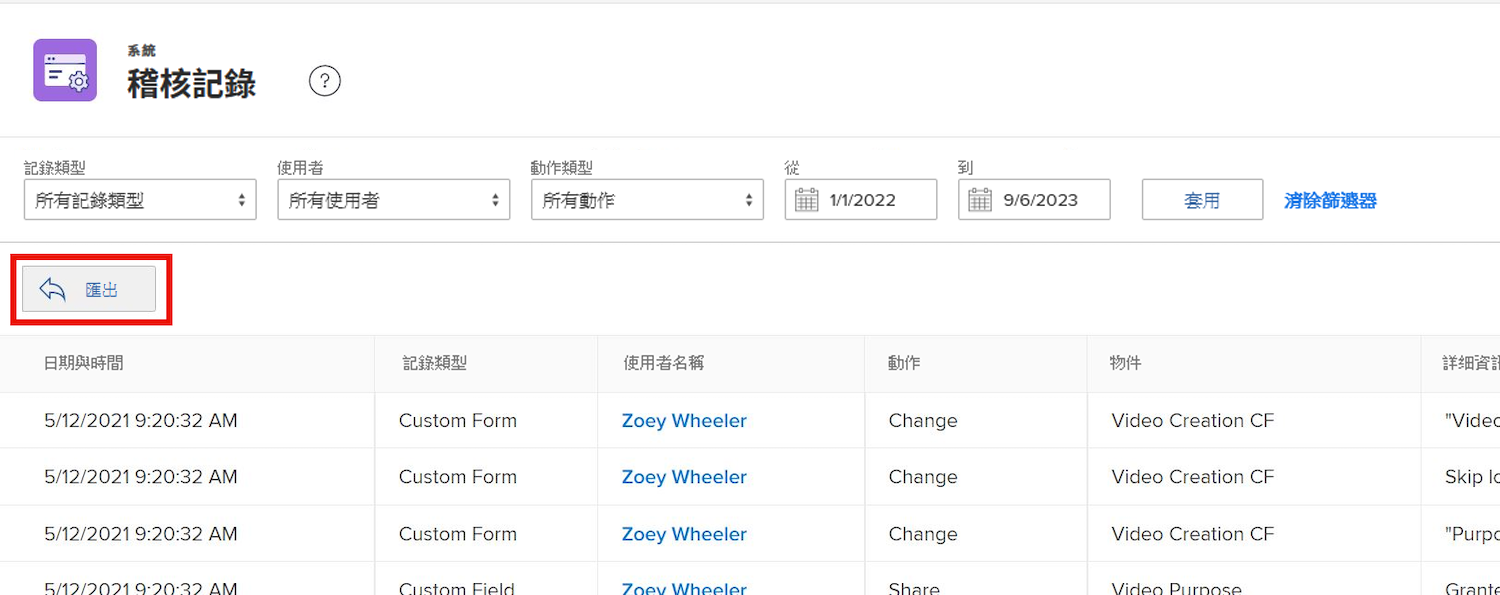 系統
稽核記錄
?
記錄類型 使用者 動作類型 從 到
所有記錄類型 所有使用者 所有動作 1/1/2022 9/6/2023 套用 清除篩選器
匯出
日期與時間 記錄類型 使用者名稱 動作 物件 詳細資訊
5/12/2021 9:20:32 AM Custom Form Zoey Wheeler Change Video Creation CF "Video
5/12/2021 9:20:32 AM Custom Form Zoey Wheeler Change Video Creation CF Skip lo
5/12/2021 9:20:32 AM Custom Form Zoey Wheeler Change Video Creation CF "Purpo
5/12/2021 9:20:32 AM Custom Field Zoey Wheeler Share Video Purpose Grante